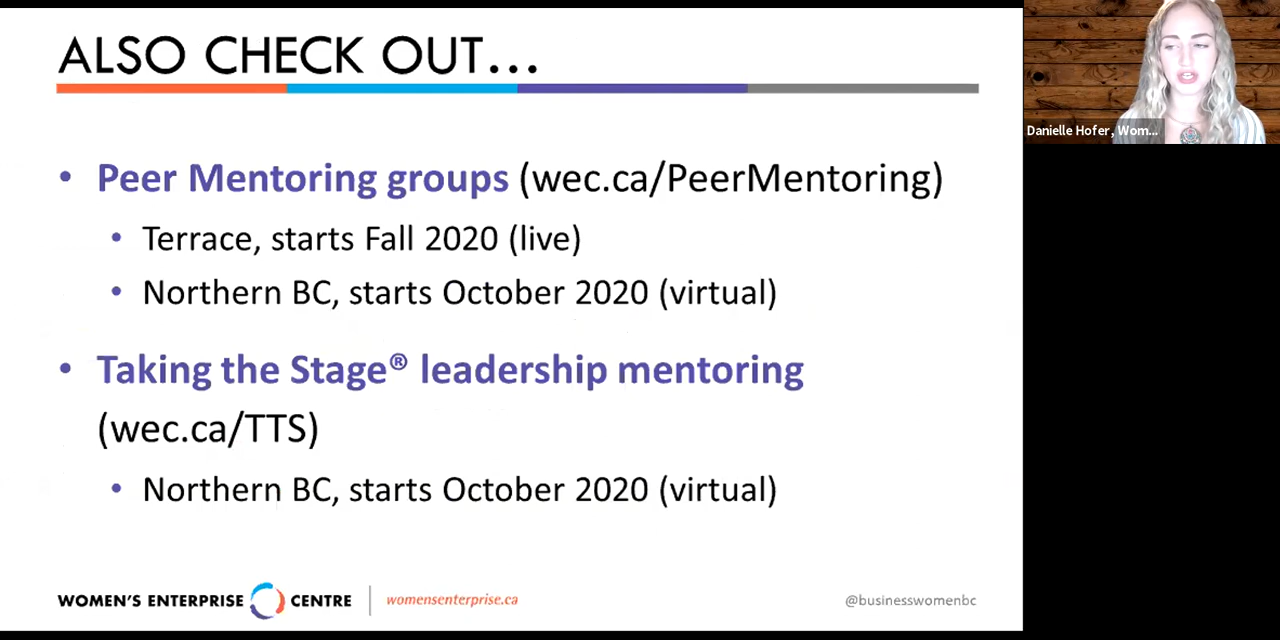 ALSO CHECK OUT...
• Peer Mentoring groups (wec.ca/PeerMentoring)
• Terrace, starts Fall 2020 (live)
• Northern BC, starts October 2020 (virtual)
• Taking the Stage® leadership mentoring
(wec.ca/TTS)
• Northern BC, starts October 2020 (virtual)
WOMEN'S ENTERPRISE CENTRE
womensenterprise.ca
@businesswomenbc
Danielle Hofer, Wom...